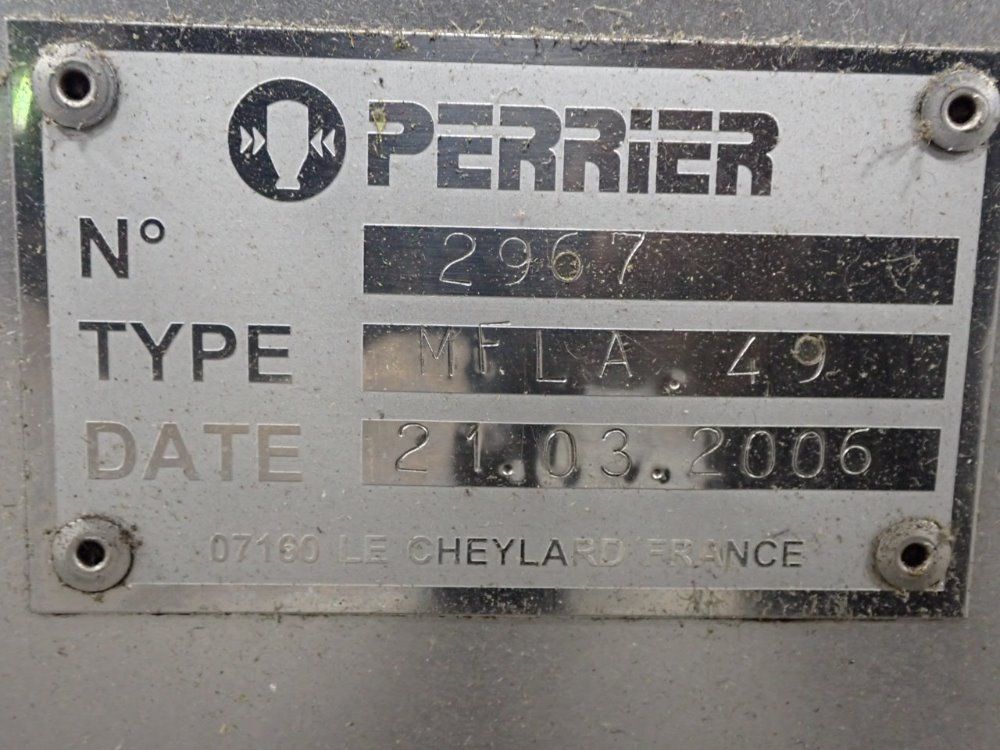 PERRiER
N° 2967
TYPE MFLA.49
DATE 21.03.2006
07160 LE CHEYLARD FRANCE